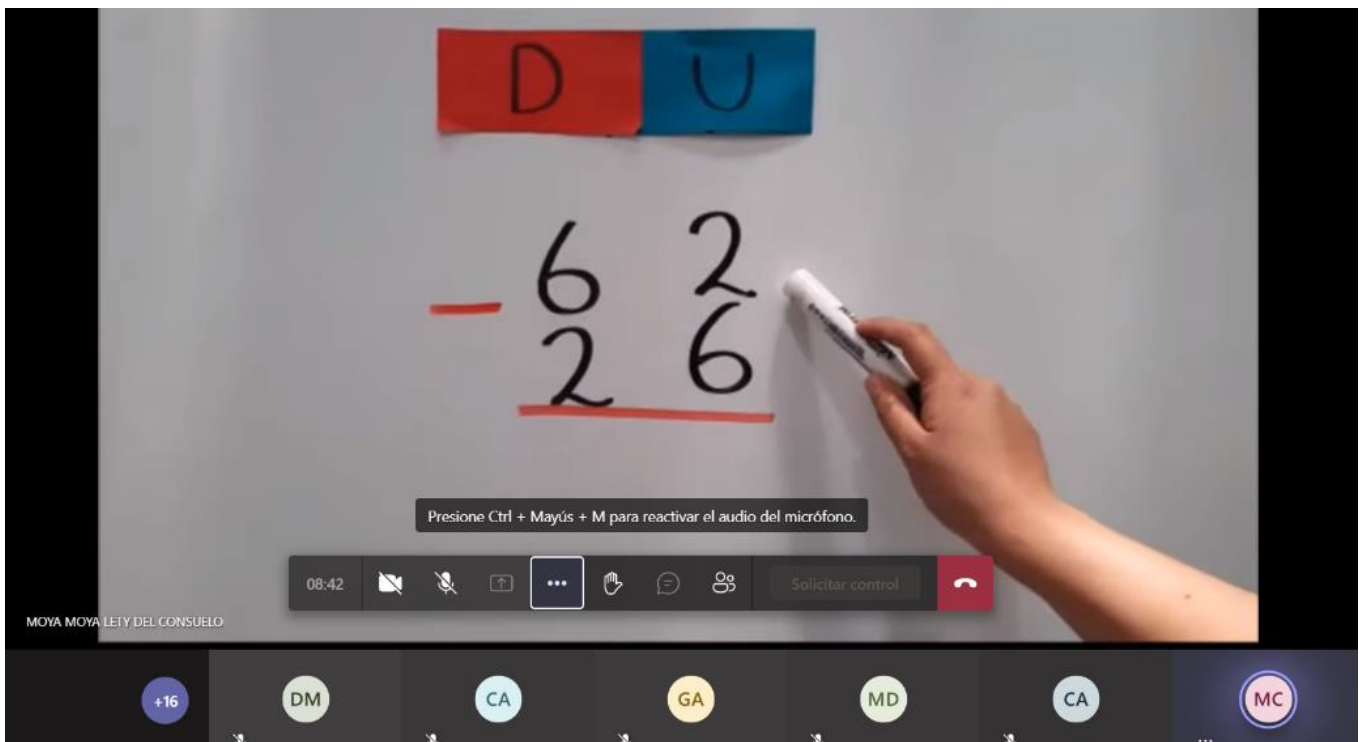 D U
6 2
- 
2 6
Presione Ctrl + Mayús + M para reactivar el audio del micrófono.
08:42
Solicitar control
MOYA MOYA LETY DEL CONSUELO
+16 DM CA GA MD CA MC